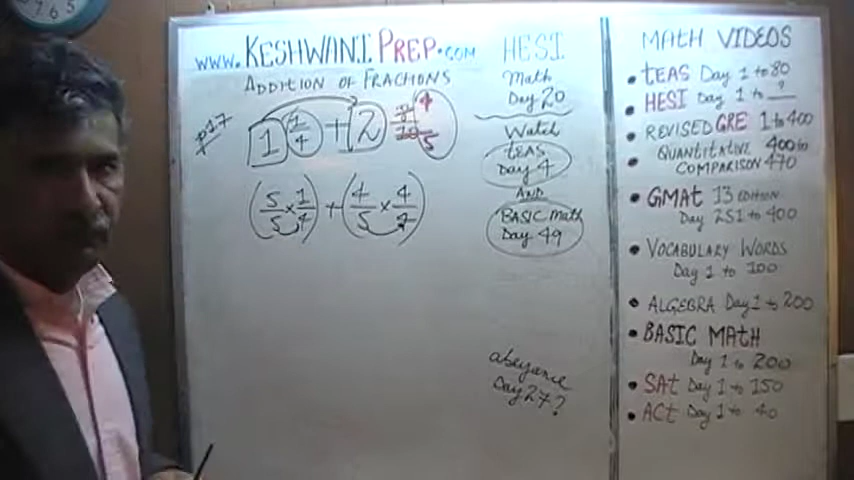 www.KESHWANIPREP.com
ADDITION OF FRACTIONS
p17
1 1/4 + 2 8/10 4/5
(5/5 × 1/4) + (4/5 × 4/4)
HESI
Math
Day 20
Watch
TEAS
Day 4
AND
BASIC Math
Day 49
abeyance
Day 27?
MATH VIDEOS
• TEAS Day 1 to 80
• HESI Day 1 to ?
• REVISED GRE 1 to 400
• QUANTITATIVE 400 to
COMPARISON 470
• GMAT 13 EDITION
Day 251 to 400
• VOCABULARY WORDS
Day 1 to 100
• ALGEBRA Day 1 to 200
• BASIC MATH
Day 1 to 200
• SAT Day 1 to 150
• ACT Day 1 to 40